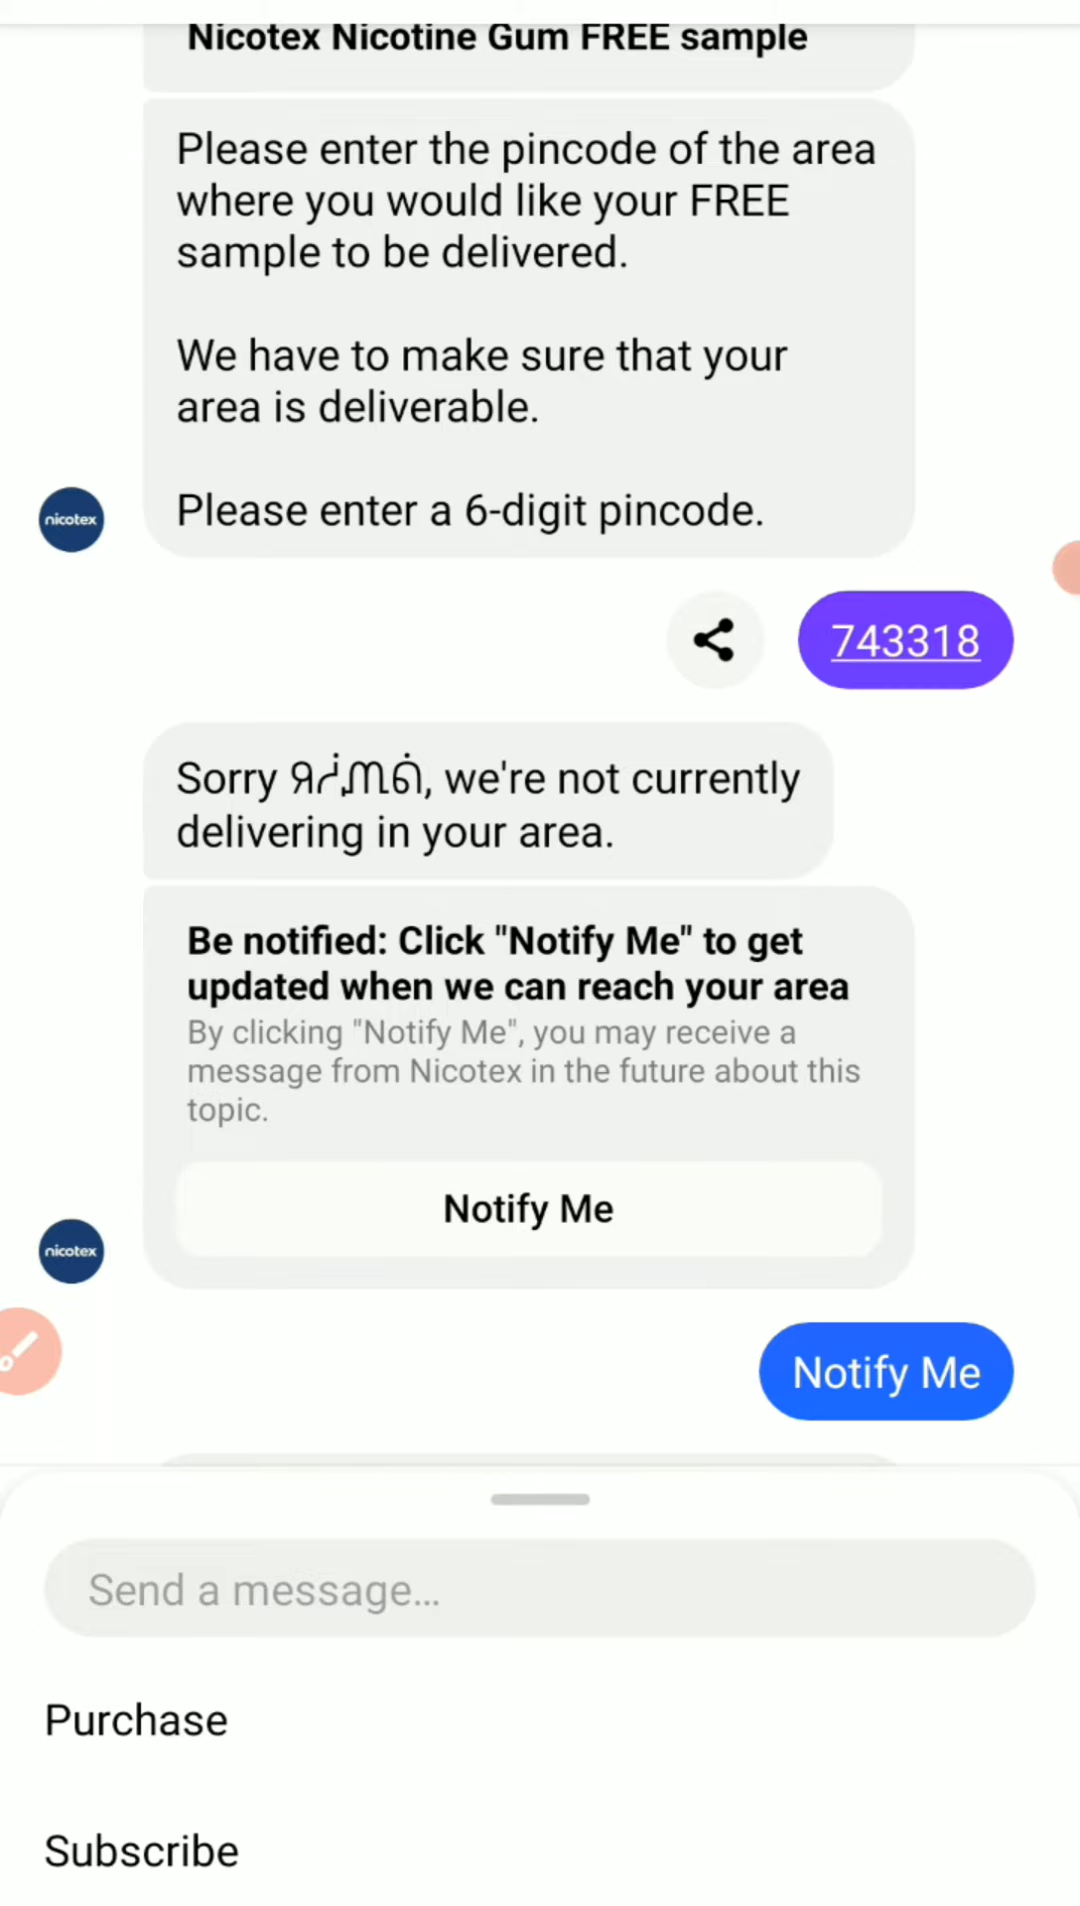 Nicotex Nicotine Gum FREE sample
Please enter the pincode of the area
where you would like your FREE
sample to be delivered.
We have to make sure that your
area is deliverable.
Please enter a 6-digit pincode.
nicotex
743318
Sorry we're not currently
delivering in your area.
Be notified: Click "Notify Me" to get
updated when we can reach your area
By clicking "Notify Me", you may receive a
message from Nicotex in the future about this
topic.
Notify Me
nicotex
Notify Me
Send a message...
Purchase
Subscribe